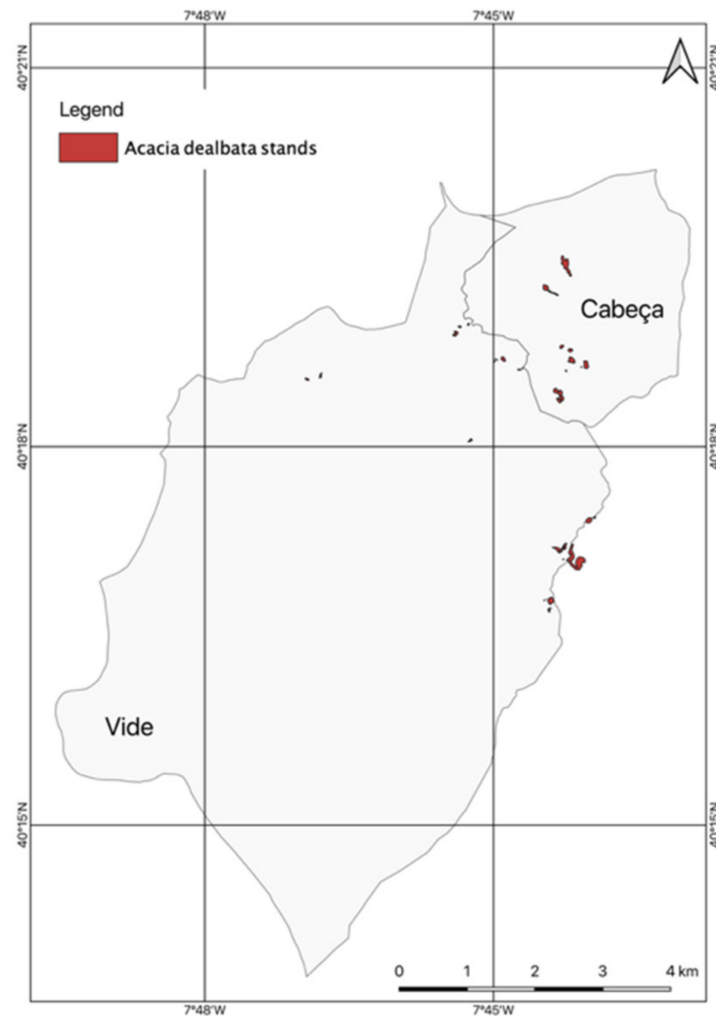 7°48'W 7°45'W
40°21'N 40°21'N
Legend
Acacia dealbata stands
Cabeça
40°18'N 40°18'N
Vide
40°15'N 40°15'N
0 1 2 3 4 km
7°48'W 7°45'W